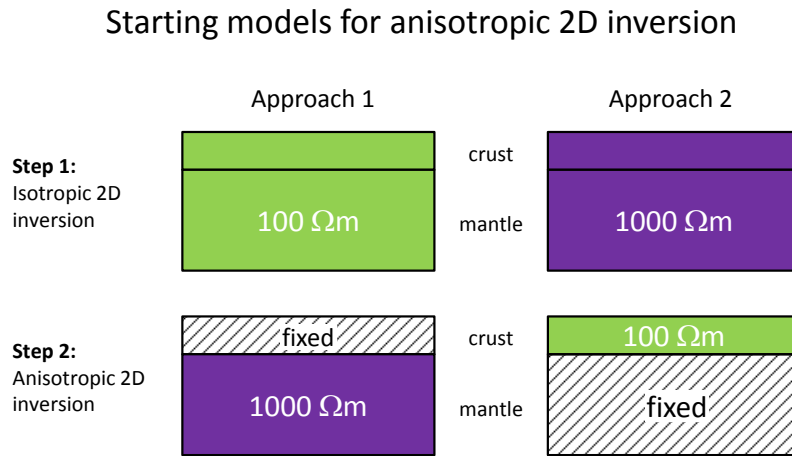 Starting models for anisotropic 2D inversion
Approach 1
Approach 2
Step 1:
Isotropic 2D
inversion
crust
mantle
100 Ωm
1000 Ωm
Step 2:
Anisotropic 2D
inversion
fixed
crust
100 Ωm
1000 Ωm
mantle
fixed